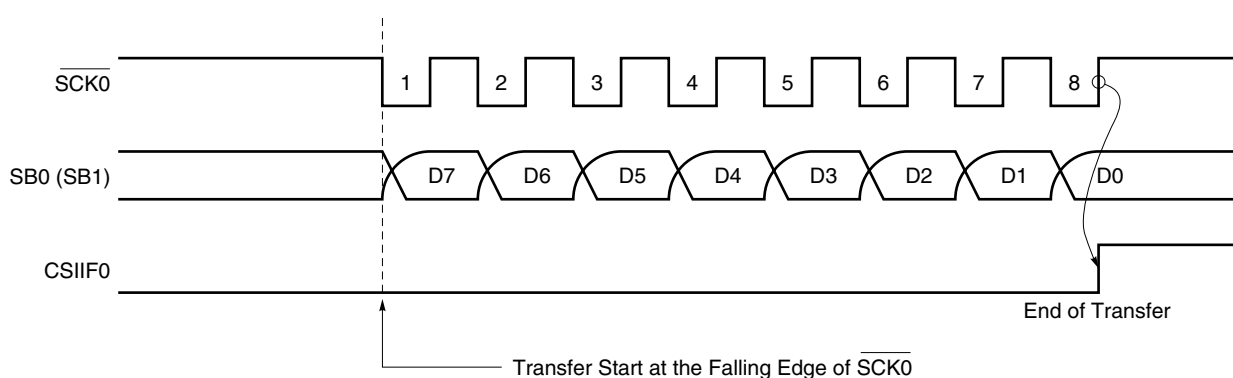 SCK0
1 2 3 4 5 6 7 8
SB0 (SB1)
D7 D6 D5 D4 D3 D2 D1 D0
CSIIF0
End of Transfer
Transfer Start at the Falling Edge of SCK0